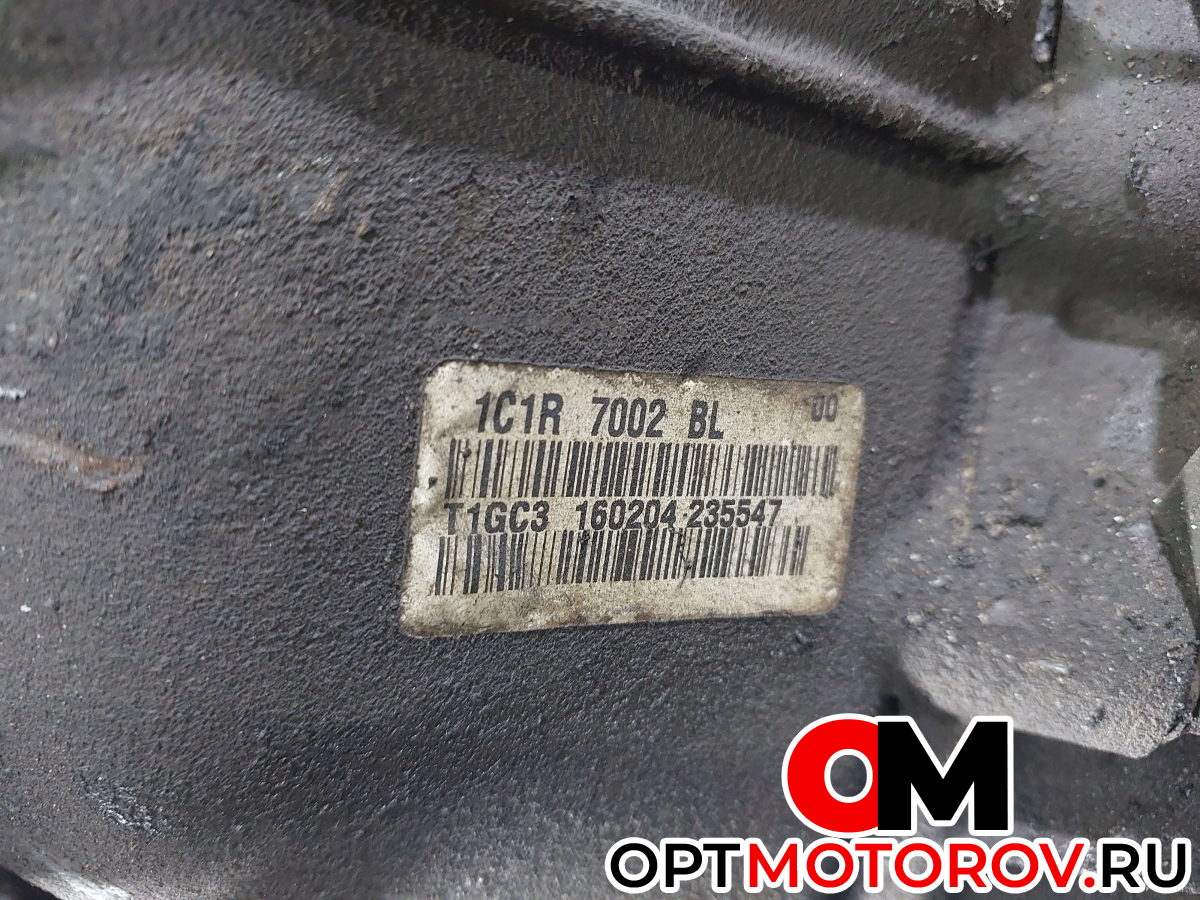 1C1R 7002 BL 00
T1GC3 160204 235547
OM
OPTMOTOROV.RU